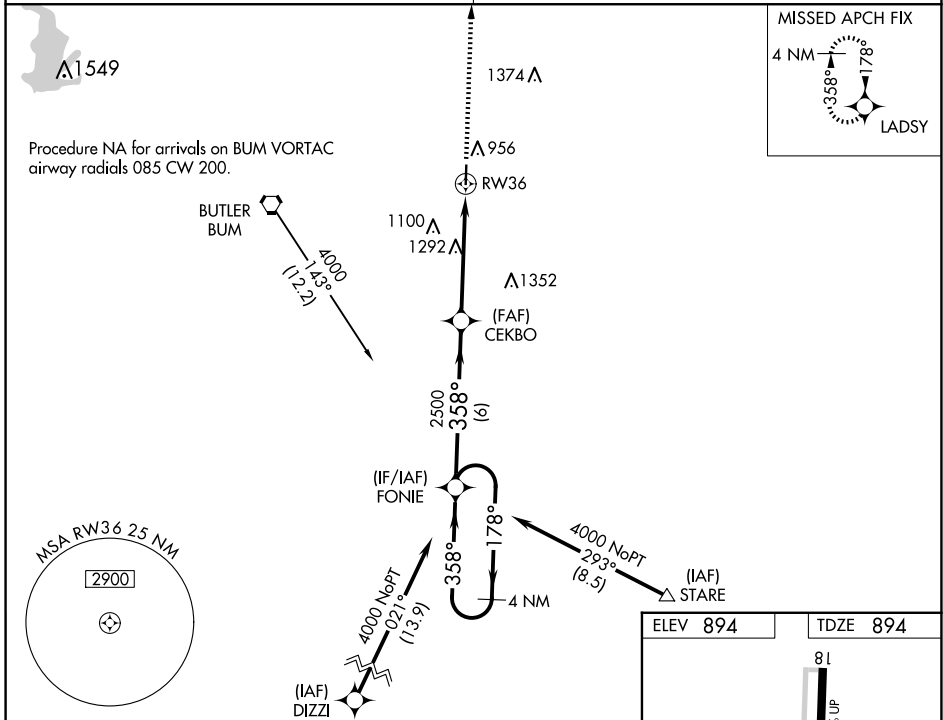 MISSED APCH FIX
4 NM
358°
178°
LADSY
1549
1374
Procedure NA for arrivals on BUM VORTAC
airway radials 085 CW 200.
956
RW36
BUTLER
BUM
4000
143°
(12.2)
1100
1292
1352
(FAF)
CEKBO
2500
358°
(6)
(IF/IAF)
FONIE
358°
178°
4 NM
4000 NoPT
293°
(8.5)
(IAF)
STARE
MSA RW36 25 NM
2900
4000 NoPT
021°
(13.9)
(IAF)
DIZZI
ELEV 894
TDZE 894
18
UP